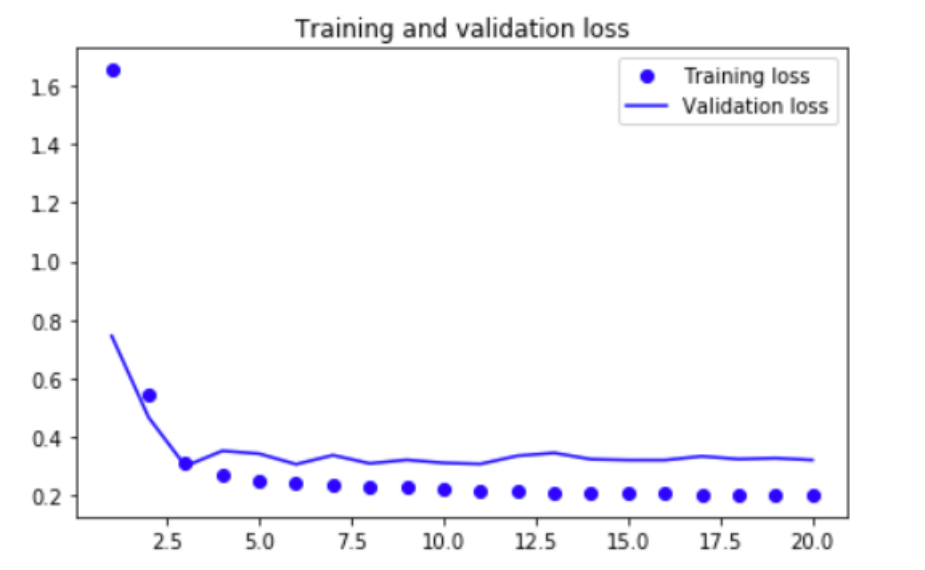 Training and validation loss
Training loss
Validation loss
1.6
1.4
1.2
1.0
0.8
0.6
0.4
0.2
2.5 5.0 7.5 10.0 12.5 15.0 17.5 20.0